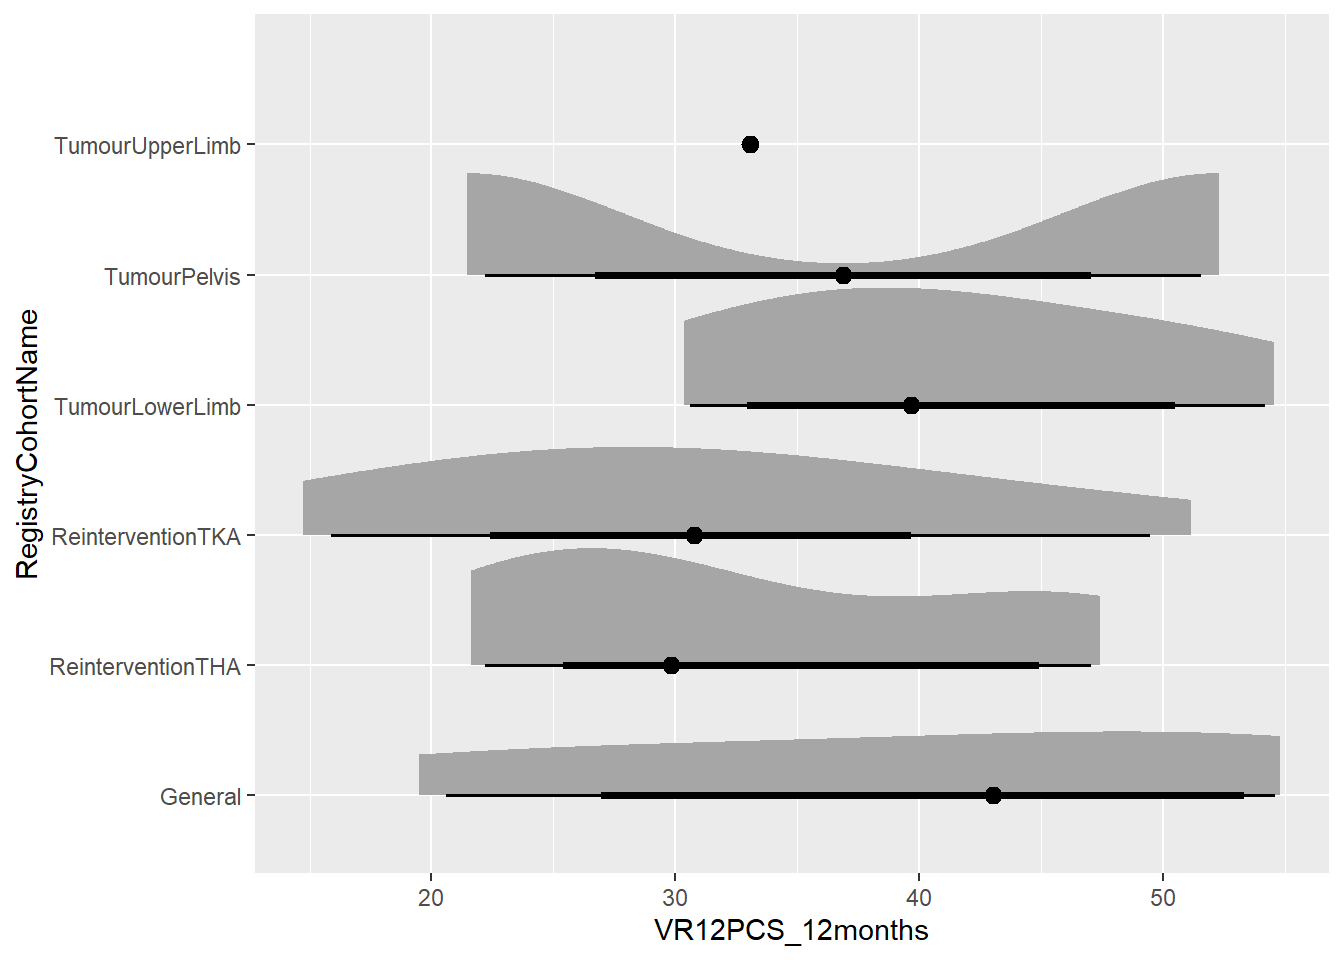 RegistryCohortName
TumourUpperLimb
TumourPelvis
TumourLowerLimb
ReinterventionTKA
ReinterventionTHA
General
20 30 40 50
VR12PCS_12months